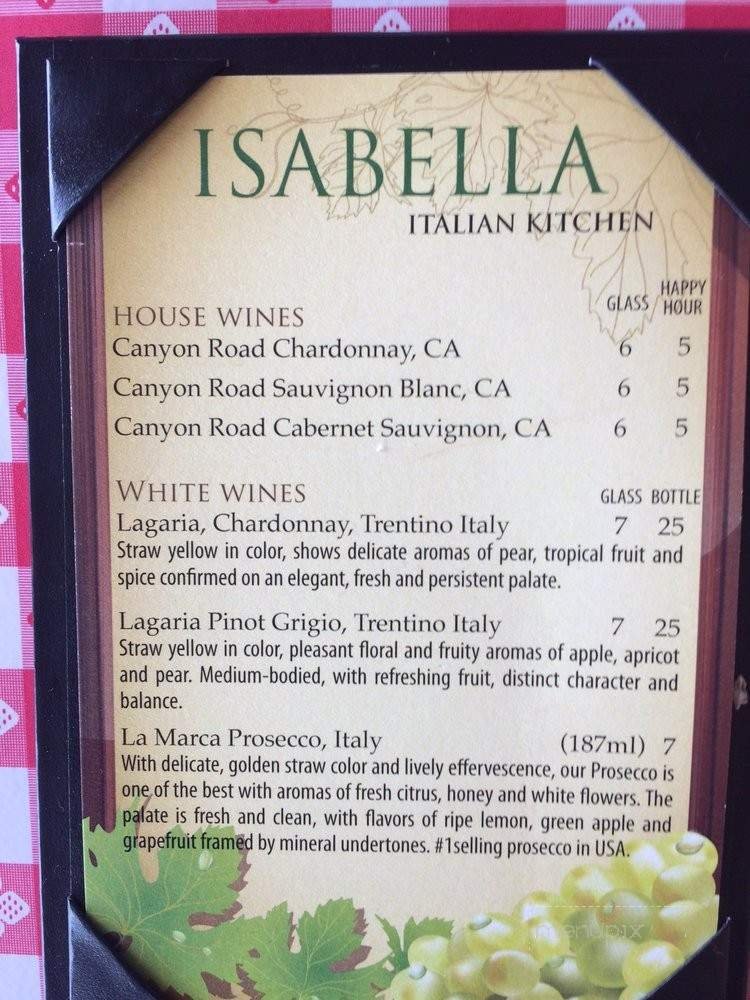 ISABELLA
ITALIAN KITCHEN
HOUSE WINES GLASS HAPPY HOUR
Canyon Road Chardonnay, CA 6 5
Canyon Road Sauvignon Blanc, CA 6 5
Canyon Road Cabernet Sauvignon, CA 6 5
WHITE WINES GLASS BOTTLE
Lagaria, Chardonnay, Trentino Italy 7 25
Straw yellow in color, shows delicate aromas of pear, tropical fruit and
spice confirmed on an elegant, fresh and persistent palate.
Lagaria Pinot Grigio, Trentino Italy 7 25
Straw yellow in color, pleasant floral and fruity aromas of apple, apricot
and pear. Medium-bodied, with refreshing fruit, distinct character and
balance.
La Marca Prosecco, Italy (187ml) 7
With delicate, golden straw color and lively effervescence, our Prosecco is
one of the best with aromas of fresh citrus, honey and white flowers. The
palate is fresh and clean, with flavors of ripe lemon, green apple and
grapefruit framed by mineral undertones. #1selling prosecco in USA.
menupix